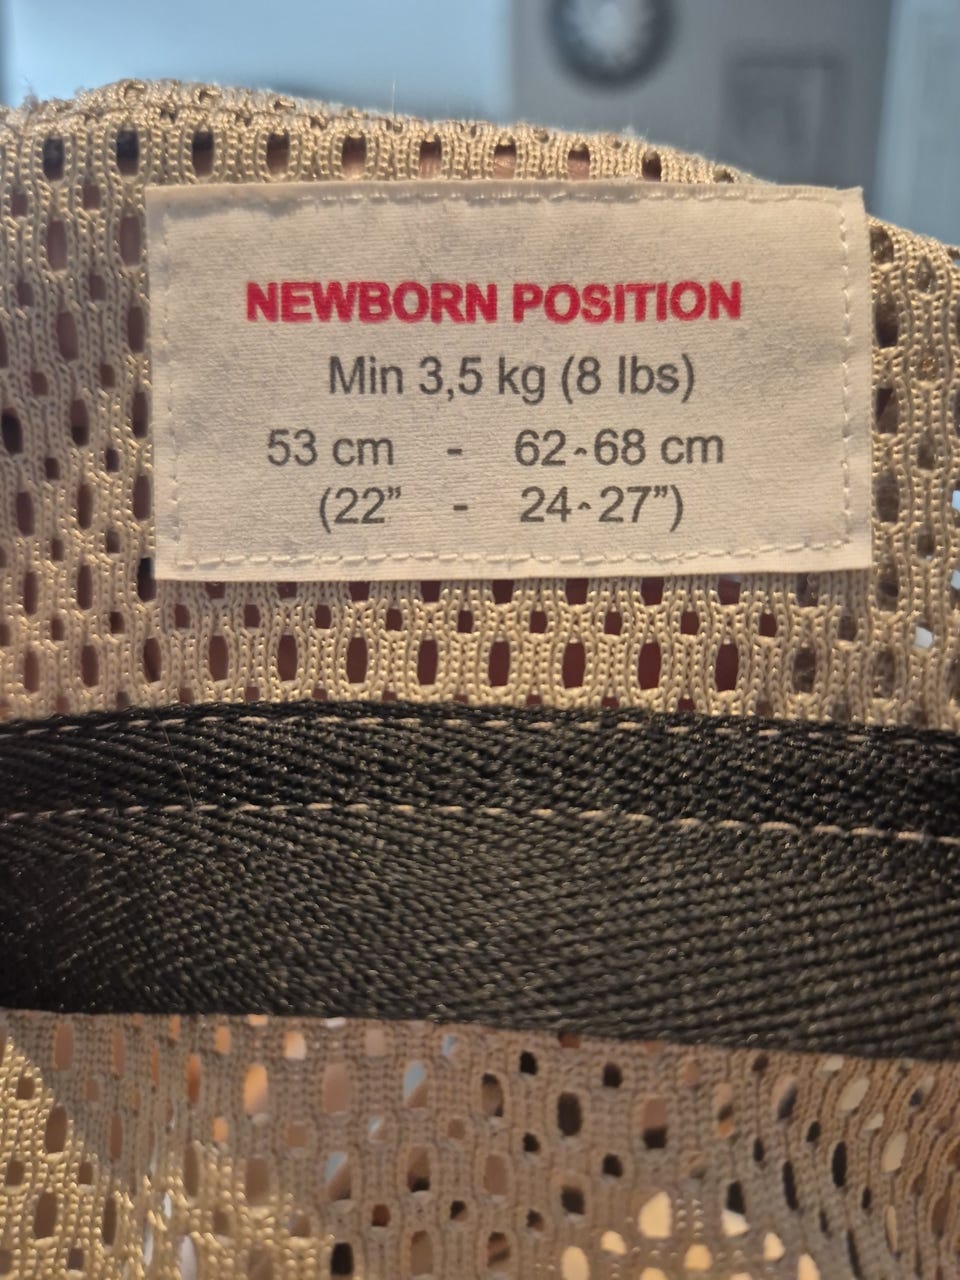 NEWBORN POSITION
Min 3,5 kg (8 lbs)
53 cm - 62-68 cm
(22” - 24-27”)